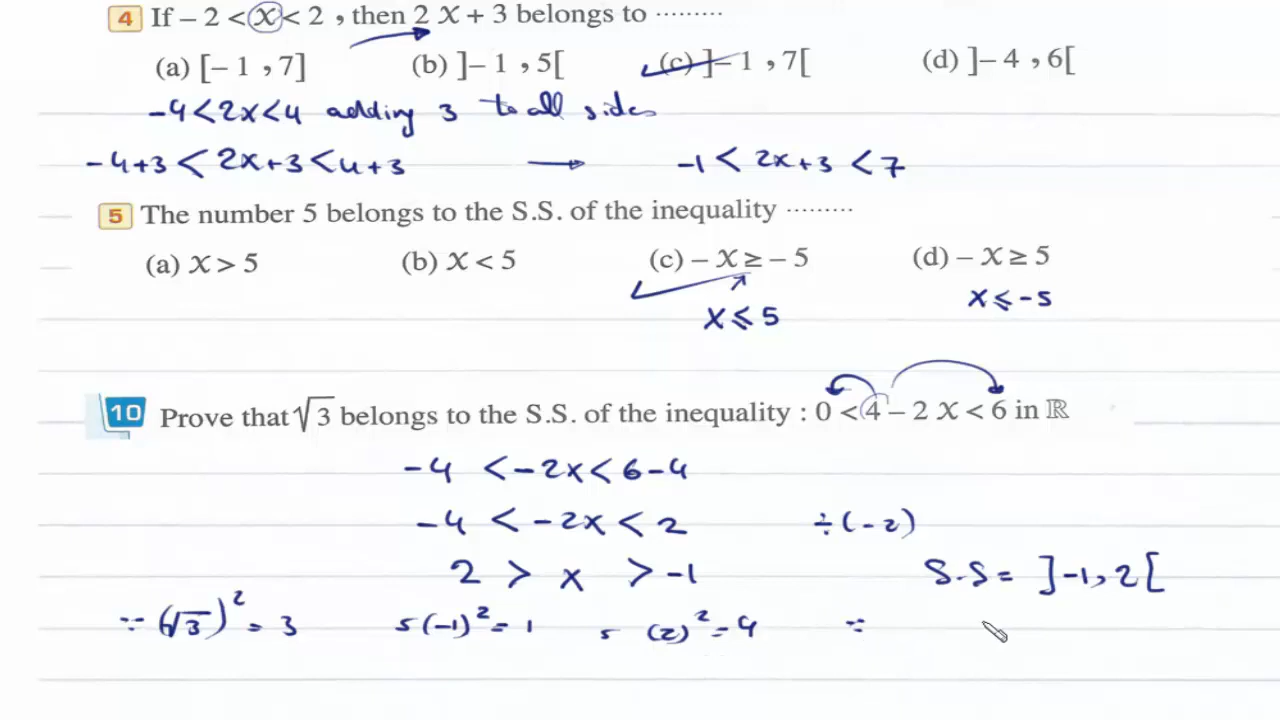 4 If – 2 < x < 2 , then 2 x + 3 belongs to .........
(a) [– 1 , 7] (b) ]– 1 , 5[ (c) ]– 1 , 7[ (d) ]– 4 , 6[
-4 < 2x < 4 adding 3 to all sides
-4+3 < 2x+3 < 4+3 → -1 < 2x+3 < 7
5 The number 5 belongs to the S.S. of the inequality .........
(a) x > 5 (b) x < 5 (c) – x ≥ – 5 (d) – x ≥ 5
x ⩽ 5 x ⩽ -5
10 Prove that √3 belongs to the S.S. of the inequality : 0 < 4 – 2 x < 6 in ℝ
-4 < -2x < 6-4
-4 < -2x < 2 ÷(-2)
2 > x > -1 S.S = ]-1, 2[
∵ (√3)² = 3 , (-1)² = 1 , (2)² = 4 ∵